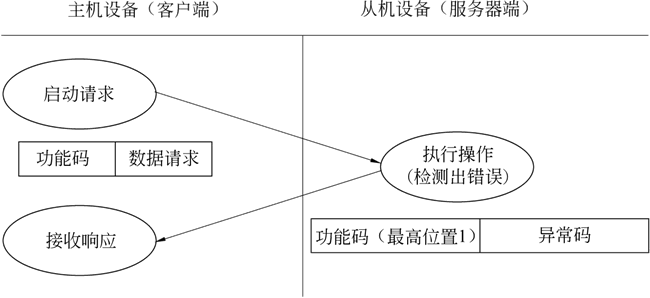 主机设备（客户端）
从机设备（服务器端）
启动请求
功能码
数据请求
执行操作
(检测出错误)
接收响应
功能码（最高位置1）
异常码